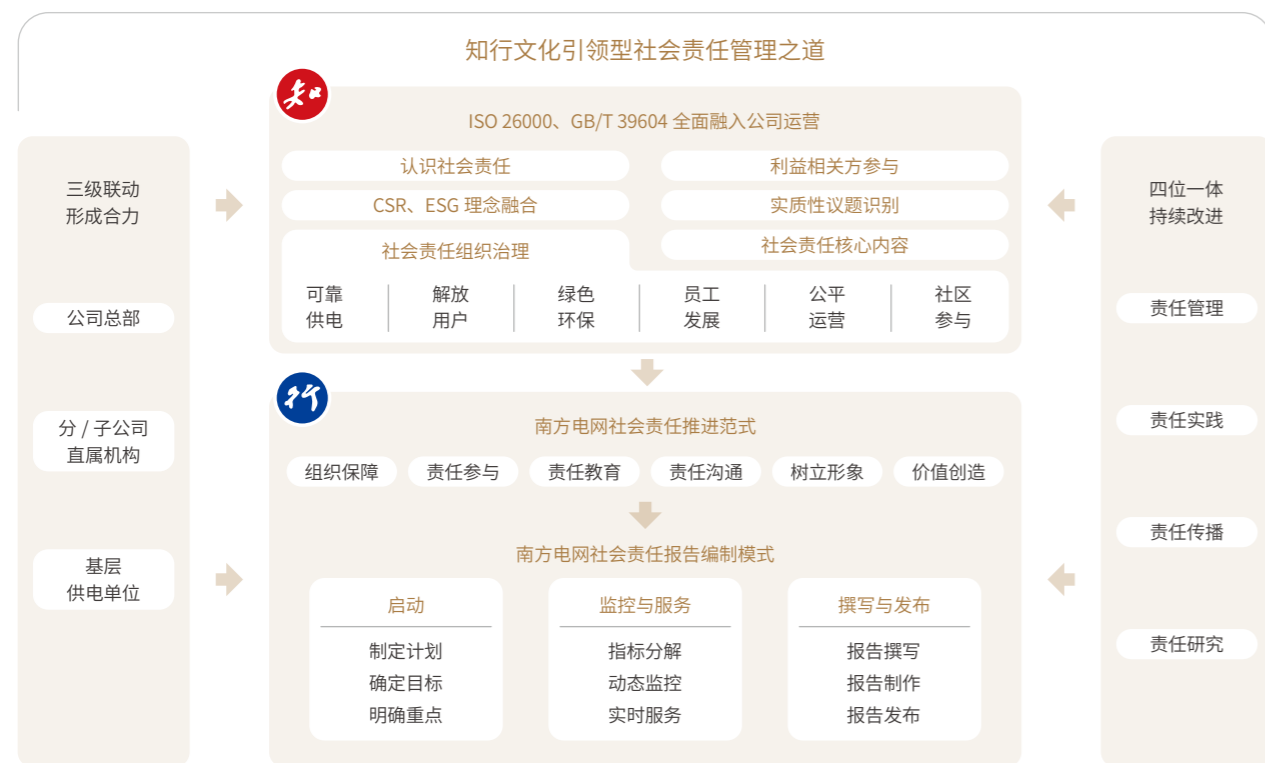 知行文化引领型社会责任管理之道
三级联动
形成合力
公司总部
分 / 子公司
直属机构
基层
供电单位
知
ISO 26000、GB/T 39604 全面融入公司运营
认识社会责任
利益相关方参与
CSR、ESG 理念融合
实质性议题识别
社会责任组织治理
社会责任核心内容
可靠
供电
解放
用户
绿色
环保
员工
发展
公平
运营
社区
参与
行
南方电网社会责任推进范式
组织保障
责任参与
责任教育
责任沟通
树立形象
价值创造
南方电网社会责任报告编制模式
启动
制定计划
确定目标
明确重点
监控与服务
指标分解
动态监控
实时服务
撰写与发布
报告撰写
报告制作
报告发布
四位一体
持续改进
责任管理
责任实践
责任传播
责任研究